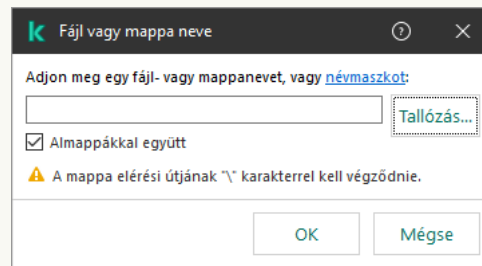 Fájl vagy mappa neve
Adjon meg egy fájl- vagy mappanevet, vagy névmaszkot:
Tallózás...
Almappákkal együtt
A mappa elérési útjának "\" karakterrel kell végződnie.
OK Mégse